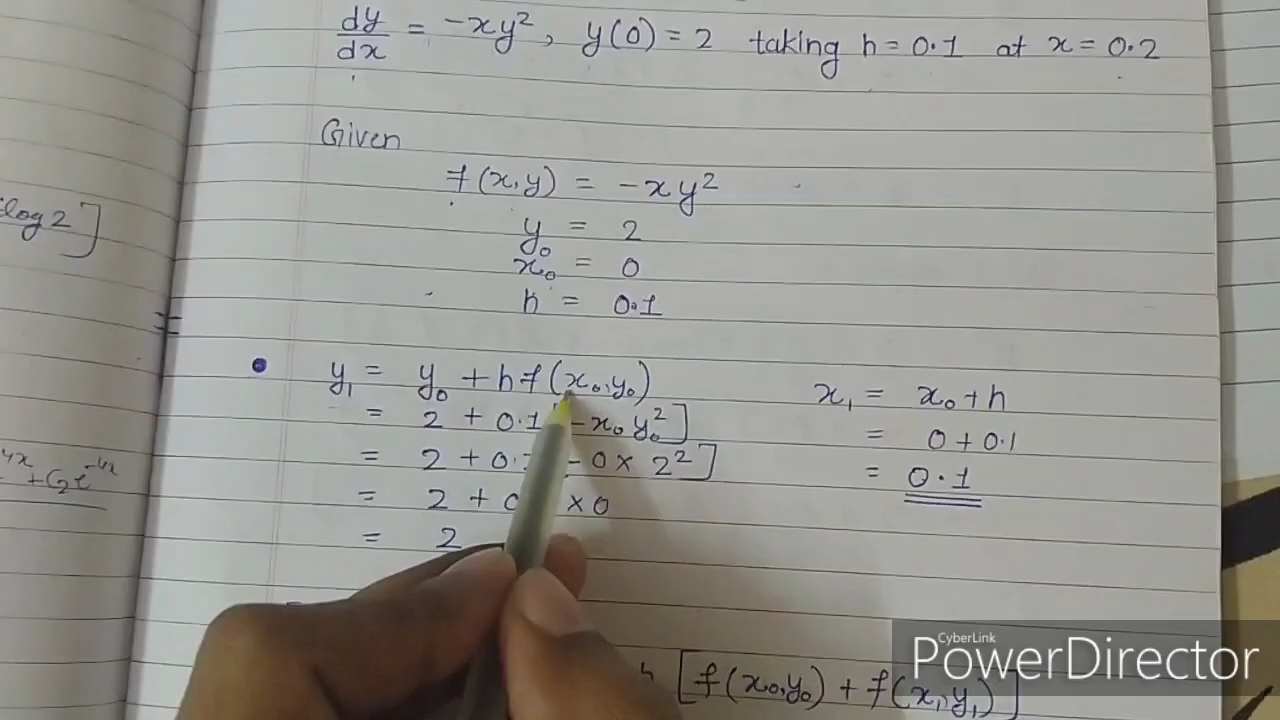 dy/dx = -xy², y(0) = 2 taking h = 0.1 at x = 0.2
Given
f(x,y) = -xy²
y₀ = 2
x₀ = 0
h = 0.1
y₁ = y₀ + hf(x₀,y₀)
= 2 + 0.1 -x₀y₀²]
= 2 + 0. -0 × 2²]
= 2 + 0 × 0
= 2
x₁ = x₀ + h
= 0 + 0.1
= 0.1
h [f(x₀,y₀) + f(x₁,y₁)]
log 2]
CyberLink
PowerDirector